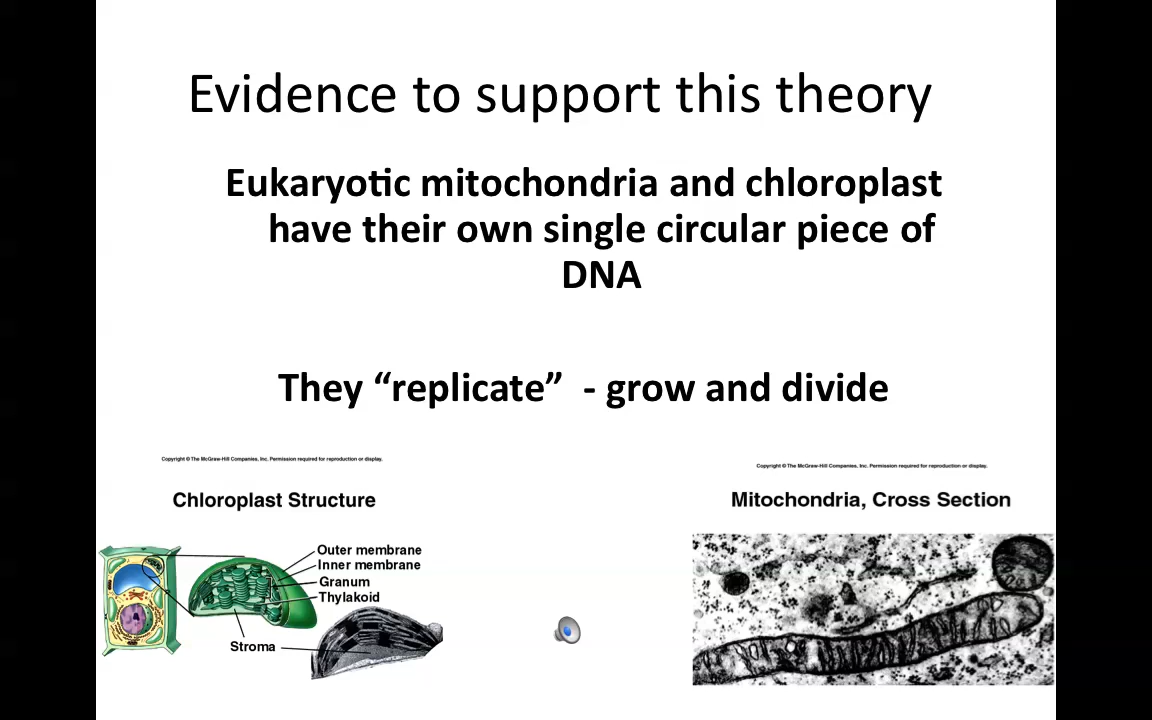 Evidence to support this theory
Eukaryotic mitochondria and chloroplast
have their own single circular piece of
DNA
They “replicate”  - grow and divide
Copyright © The McGraw-Hill Companies, Inc. Permission required for reproduction or display.
Chloroplast Structure
Outer membrane
Inner membrane
Granum
Thylakoid
Stroma
Copyright © The McGraw-Hill Companies, Inc. Permission required for reproduction or display.
Mitochondria, Cross Section